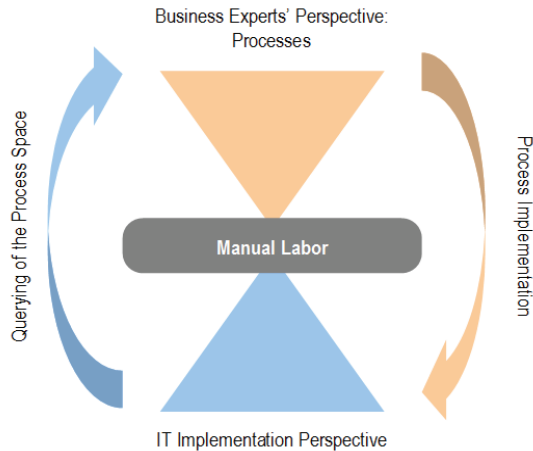 Business Experts' Perspective:
Processes
Querying of the Process Space
Process Implementation
Manual Labor
IT Implementation Perspective